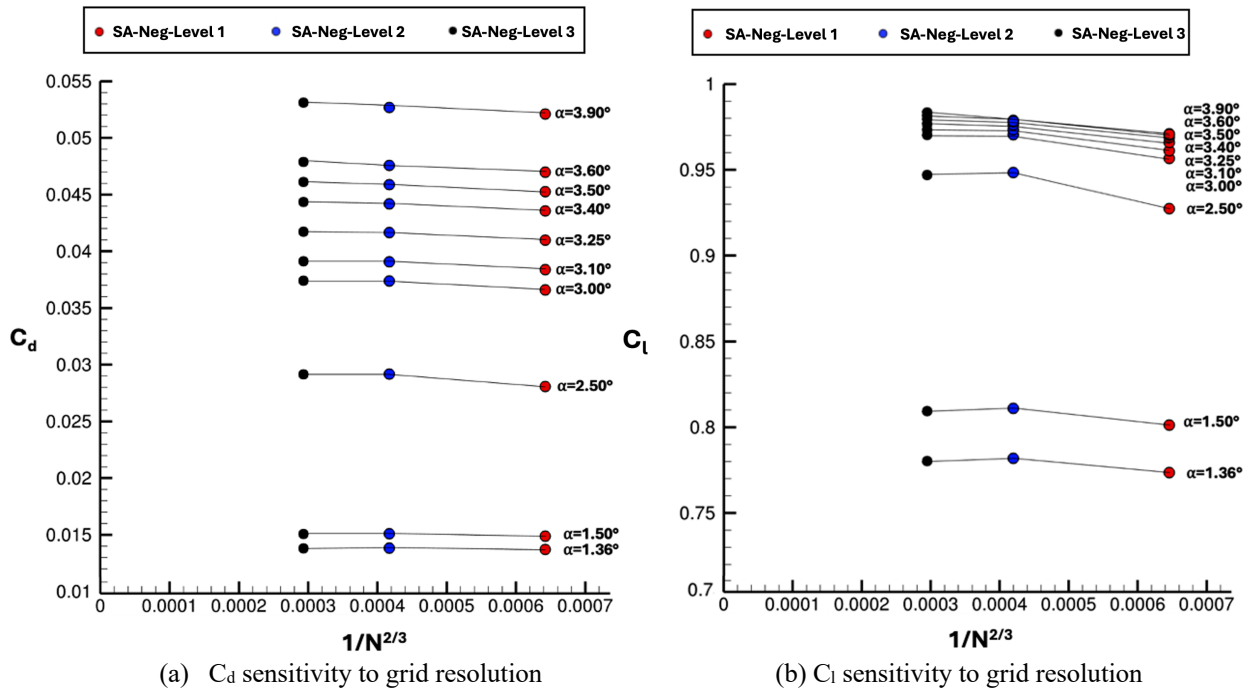 SA-Neg-Level 1 SA-Neg-Level 2 SA-Neg-Level 3
0.055
0.05
0.045
0.04
0.035
0.03
0.025
0.02
0.015
0.01
Cd
α=3.90°
α=3.60°
α=3.50°
α=3.40°
α=3.25°
α=3.10°
α=3.00°
α=2.50°
α=1.50°
α=1.36°
0 0.0001 0.0002 0.0003 0.0004 0.0005 0.0006 0.0007
1/N^2/3
(a) Cd sensitivity to grid resolution
SA-Neg-Level 1 SA-Neg-Level 2 SA-Neg-Level 3
1
0.95
0.9
0.85
0.8
0.75
0.7
Cl
α=3.90°
α=3.60°
α=3.50°
α=3.40°
α=3.25°
α=3.10°
α=3.00°
α=2.50°
α=1.50°
α=1.36°
0 0.0001 0.0002 0.0003 0.0004 0.0005 0.0006 0.0007
1/N^2/3
(b) Cl sensitivity to grid resolution